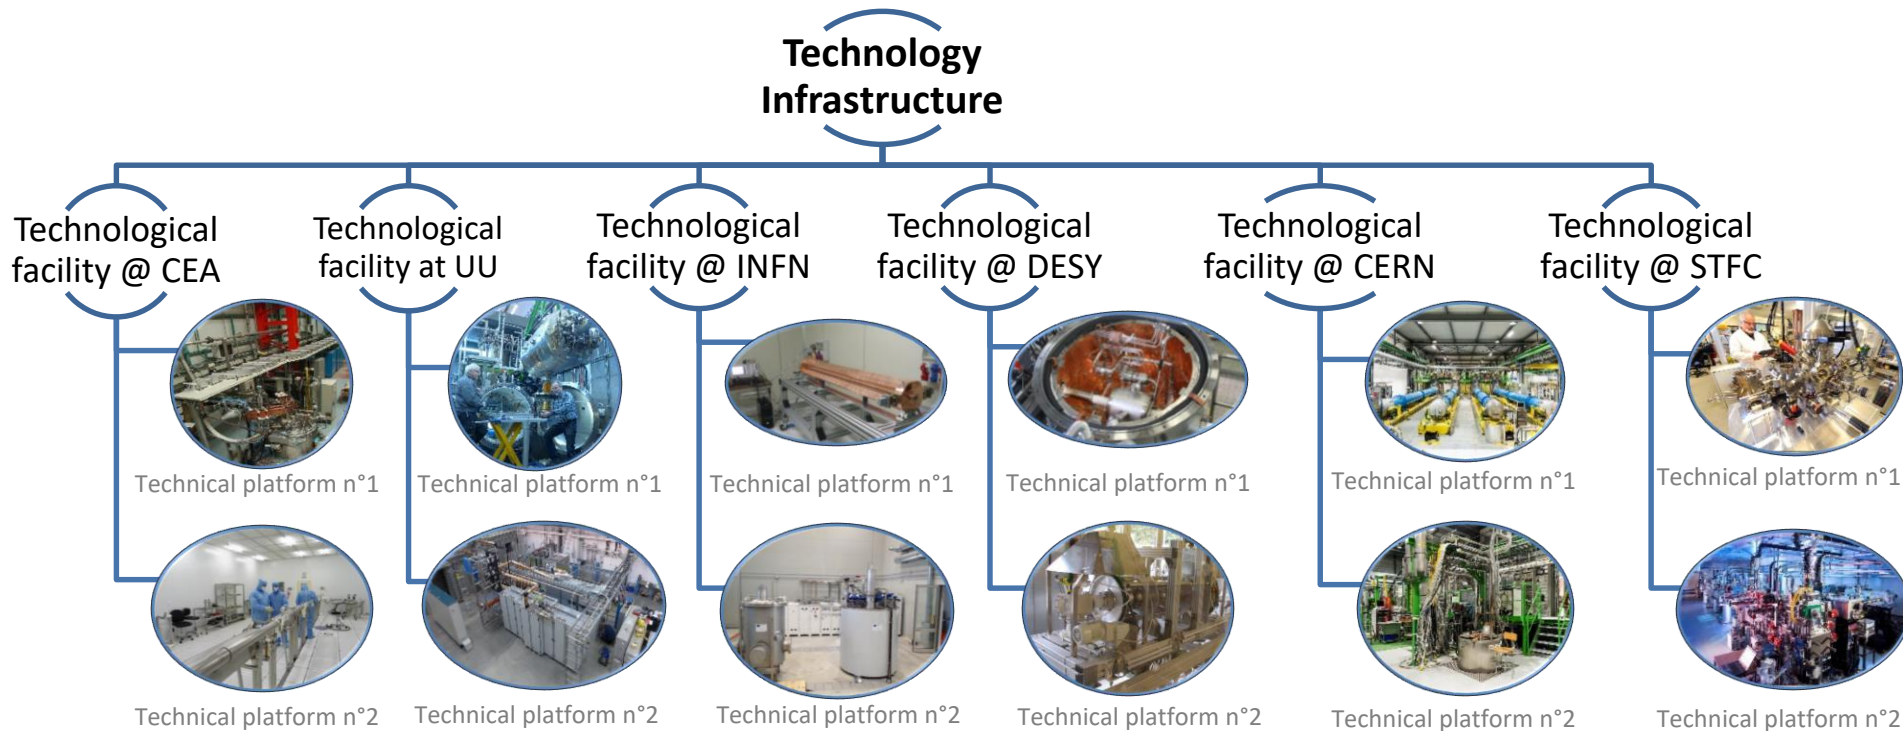 Technology
Infrastructure
Technological
facility @ CEA
Technological
facility at UU
Technological
facility @ INFN
Technological
facility @ DESY
Technological
facility @ CERN
Technological
facility @ STFC
Technical platform n°1
Technical platform n°1
Technical platform n°1
Technical platform n°1
Technical platform n°1
Technical platform n°1
Technical platform n°2
Technical platform n°2
Technical platform n°2
Technical platform n°2
Technical platform n°2
Technical platform n°2